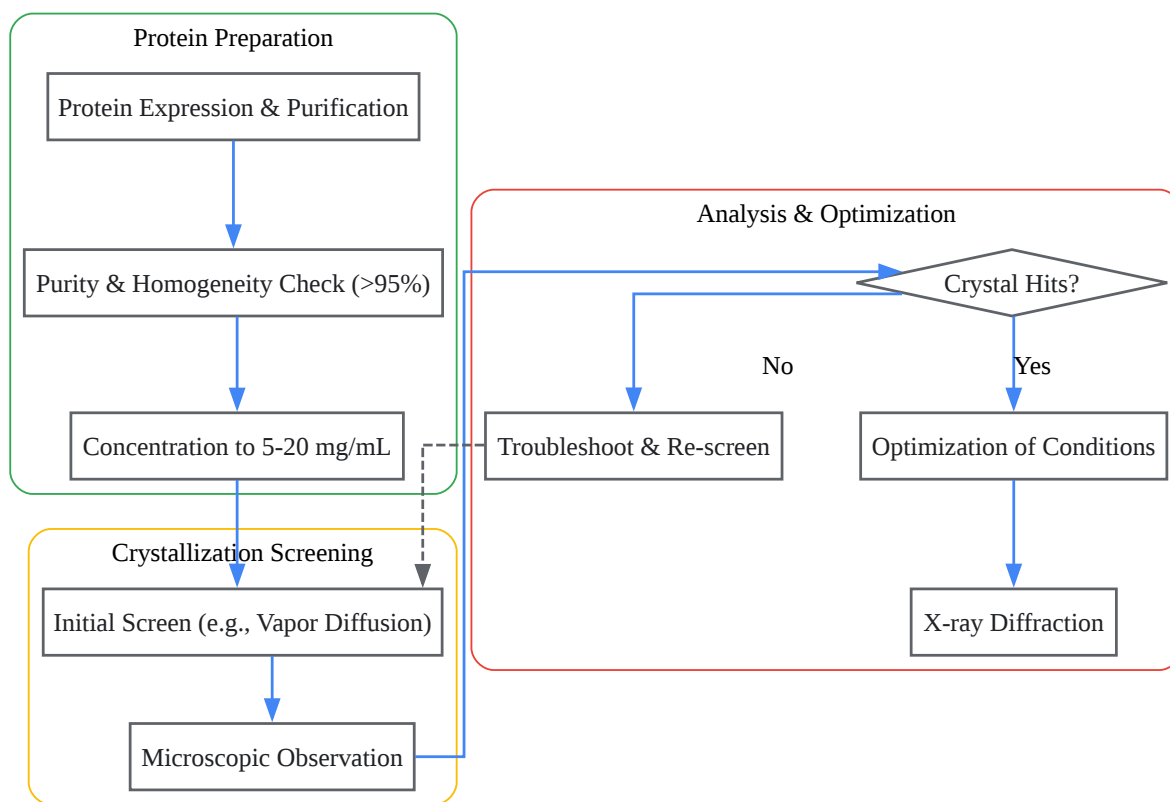 Protein Preparation
Protein Expression & Purification
Purity & Homogeneity Check (>95%)
Concentration to 5-20 mg/mL
Crystallization Screening
Initial Screen (e.g., Vapor Diffusion)
Microscopic Observation
Analysis & Optimization
Crystal Hits?
No
Yes
Troubleshoot & Re-screen
Optimization of Conditions
X-ray Diffraction